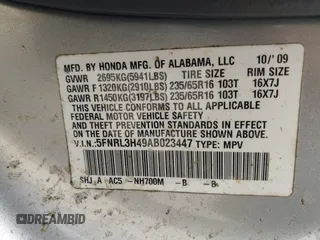 MFD. BY HONDA MFG. OF ALABAMA, LLC 10/'09
GVWR 2695KG(5941LBS) TIRE SIZE RIM SIZE
GAWR F 1320KG(2910LBS) 235/65R16 103T 16X7J
GAWR R1450KG(3197LBS) 235/65R16 103T 16X7J
THIS VEHICLE CONFORMS TO ALL APPLICABLE
FEDERAL MOTOR VEHICLE SAFETY AND THEFT
PREVENTION STANDARDS IN EFFECT ON THE DATE
OF MANUFACTURE SHOWN ABOVE.
V.I.N.:5FNRL3H49AB023447 TYPE: MPV
SHJ A AC5 NH700M -B -B